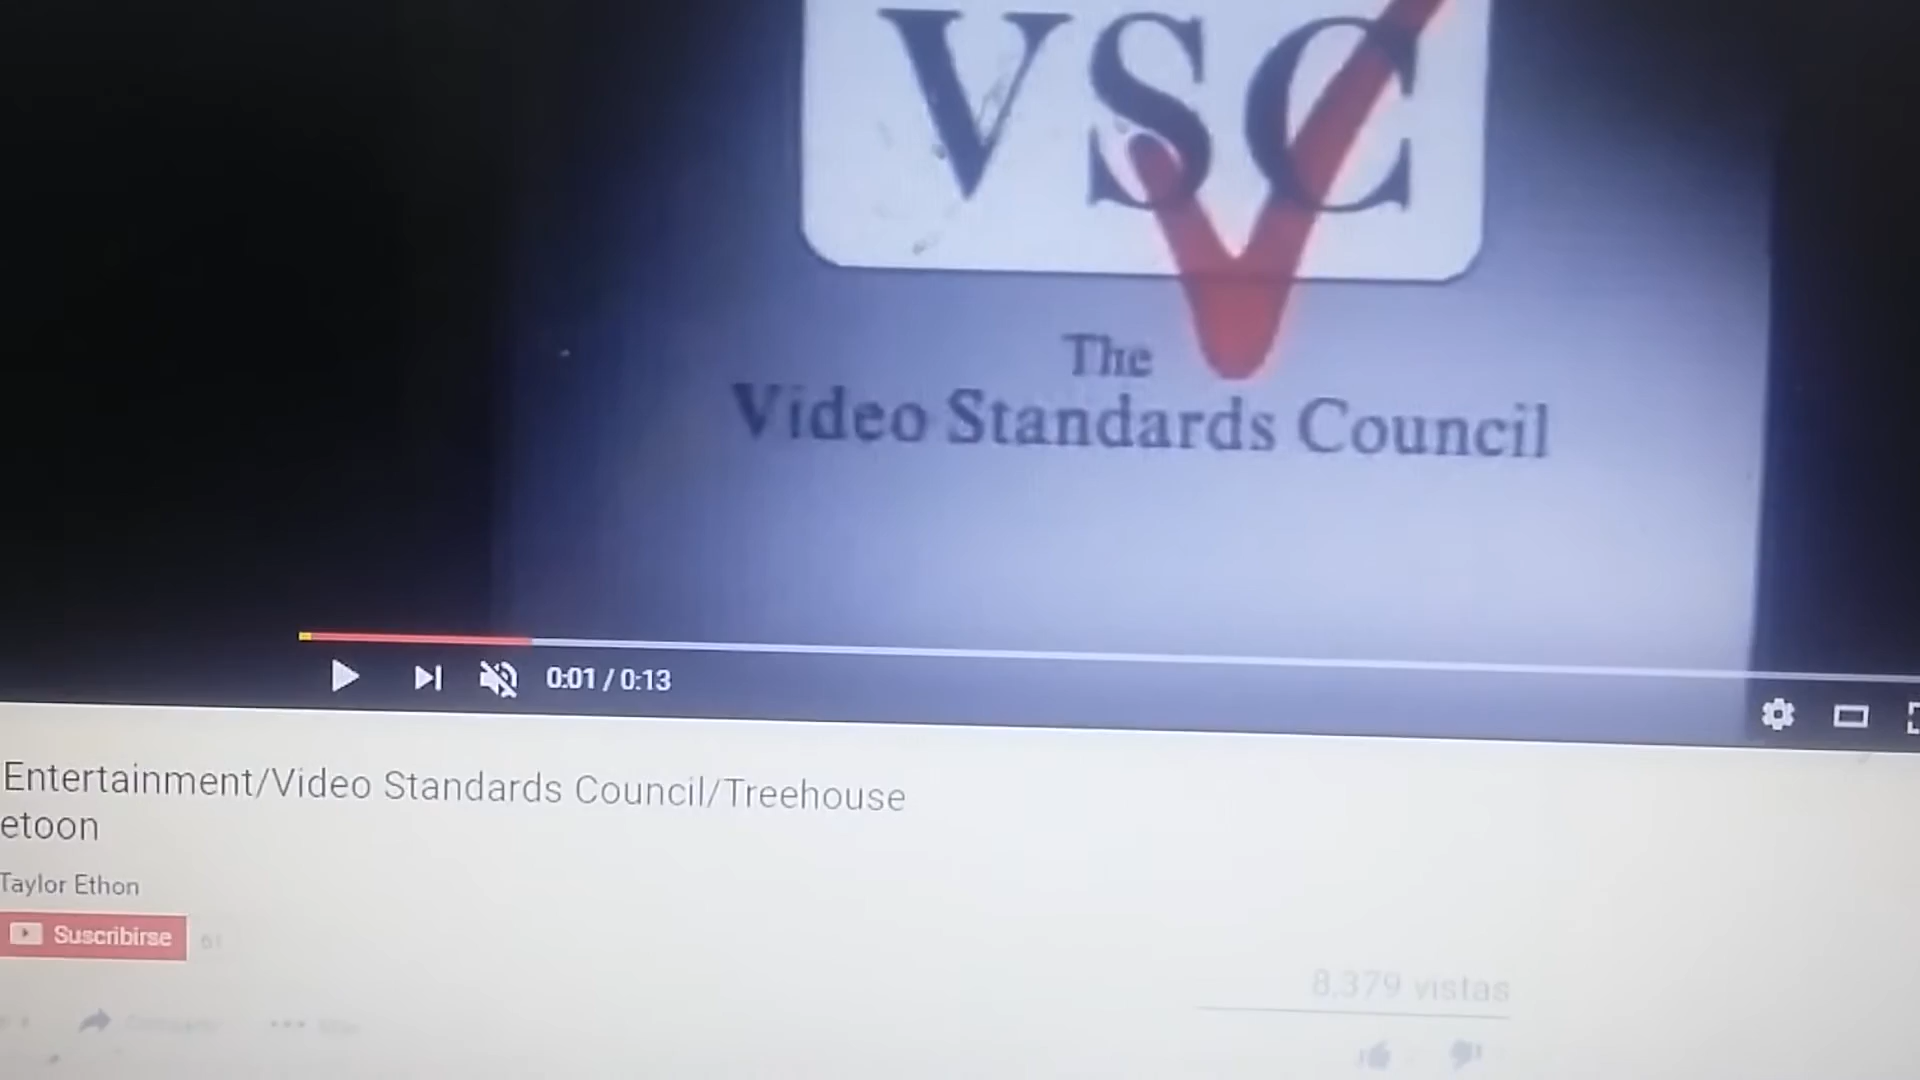 VSC
The
Video Standards Council
0:01 / 0:13
Entertainment/Video Standards Council/Treehouse
etoon
Taylor Ethon
Suscribirse 61
8.379 vistas